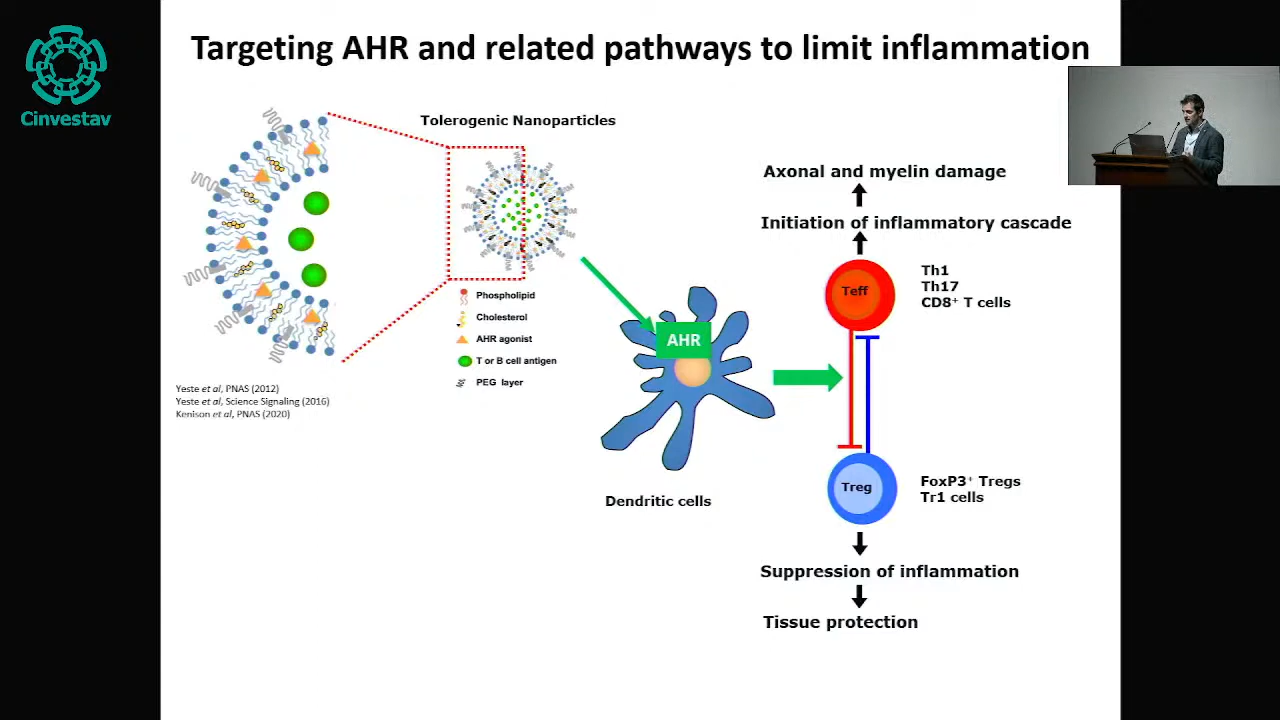 Cinvestav
Targeting AHR and related pathways to limit inflammation
Tolerogenic Nanoparticles
Phospholipid
Cholesterol
AHR agonist
T or B cell antigen
PEG layer
Yeste et al, PNAS (2012)
Yeste et al, Science Signaling (2016)
Kenison et al, PNAS (2020)
AHR
Dendritic cells
Axonal and myelin damage
Initiation of inflammatory cascade
Teff
Th1
Th17
CD8⁺ T cells
Treg
FoxP3⁺ Tregs
Tr1 cells
Suppression of inflammation
Tissue protection